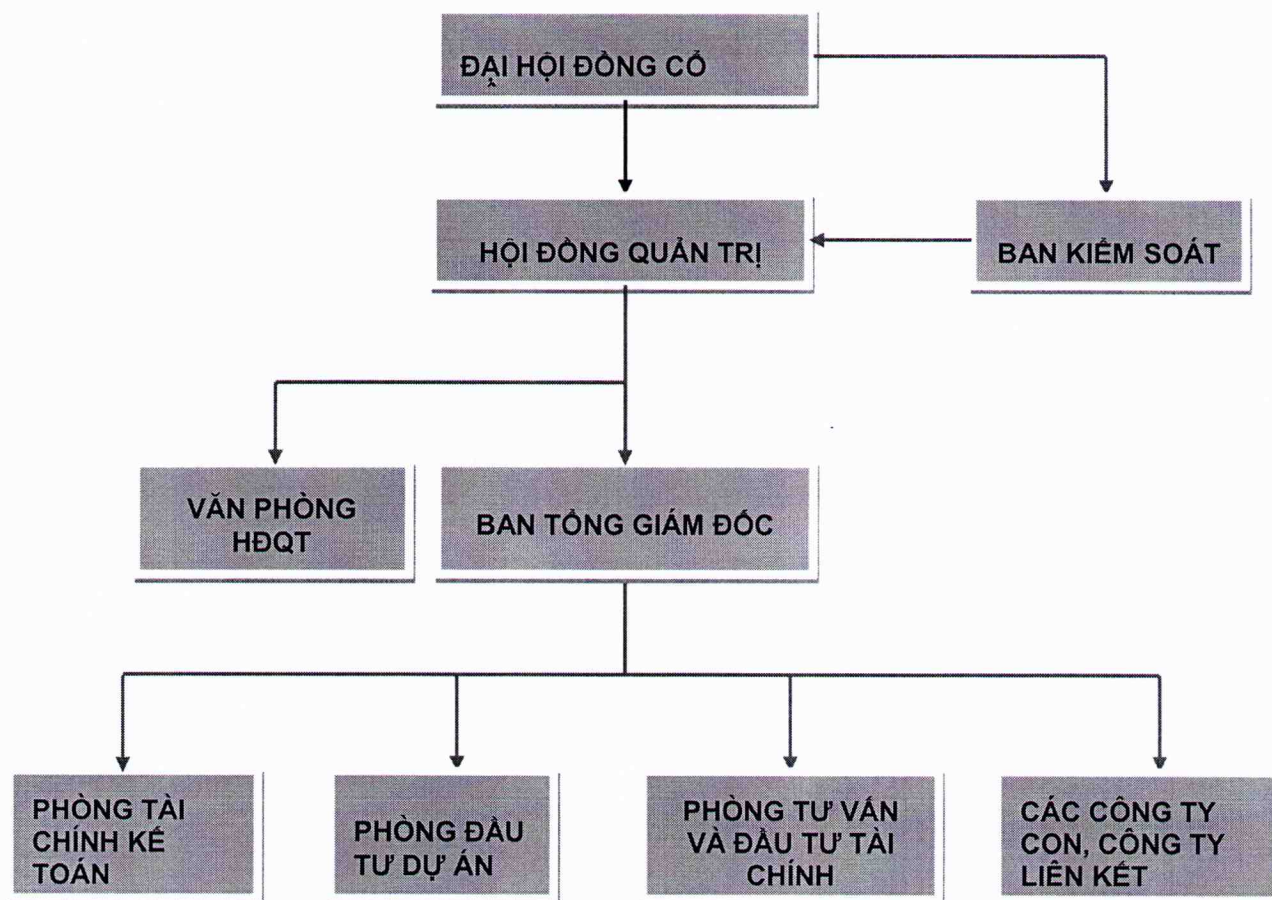 ĐẠI HỘI ĐỒNG CỔ
HỘI ĐỒNG QUẢN TRỊ
BAN KIỂM SOÁT
VĂN PHÒNG
HĐQT
BAN TỔNG GIÁM ĐỐC
PHÒNG TÀI
CHÍNH KẾ
TOÁN
PHÒNG ĐẦU
TƯ DỰ ÁN
PHÒNG TƯ VẤN
VÀ ĐẦU TƯ TÀI
CHÍNH
CÁC CÔNG TY
CON, CÔNG TY
LIÊN KẾT